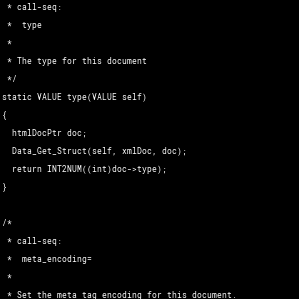 * call-seq:
*  type
*
* The type for this document
*/
static VALUE type(VALUE self)
{
  htmlDocPtr doc;
  Data_Get_Struct(self, xmlDoc, doc);
  return INT2NUM((int)doc->type);
}

/*
* call-seq:
*  meta_encoding=
*
* Set the meta tag encoding for this document.